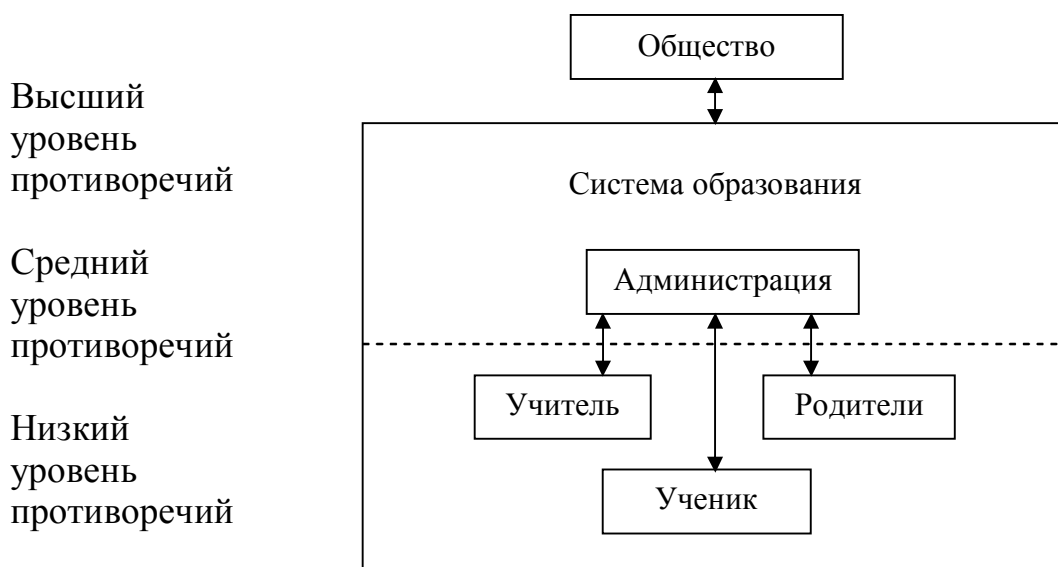 Общество
Высший
уровень
противоречий
Система образования
Средний
уровень
противоречий
Администрация
Учитель
Родители
Низкий
уровень
противоречий
Ученик